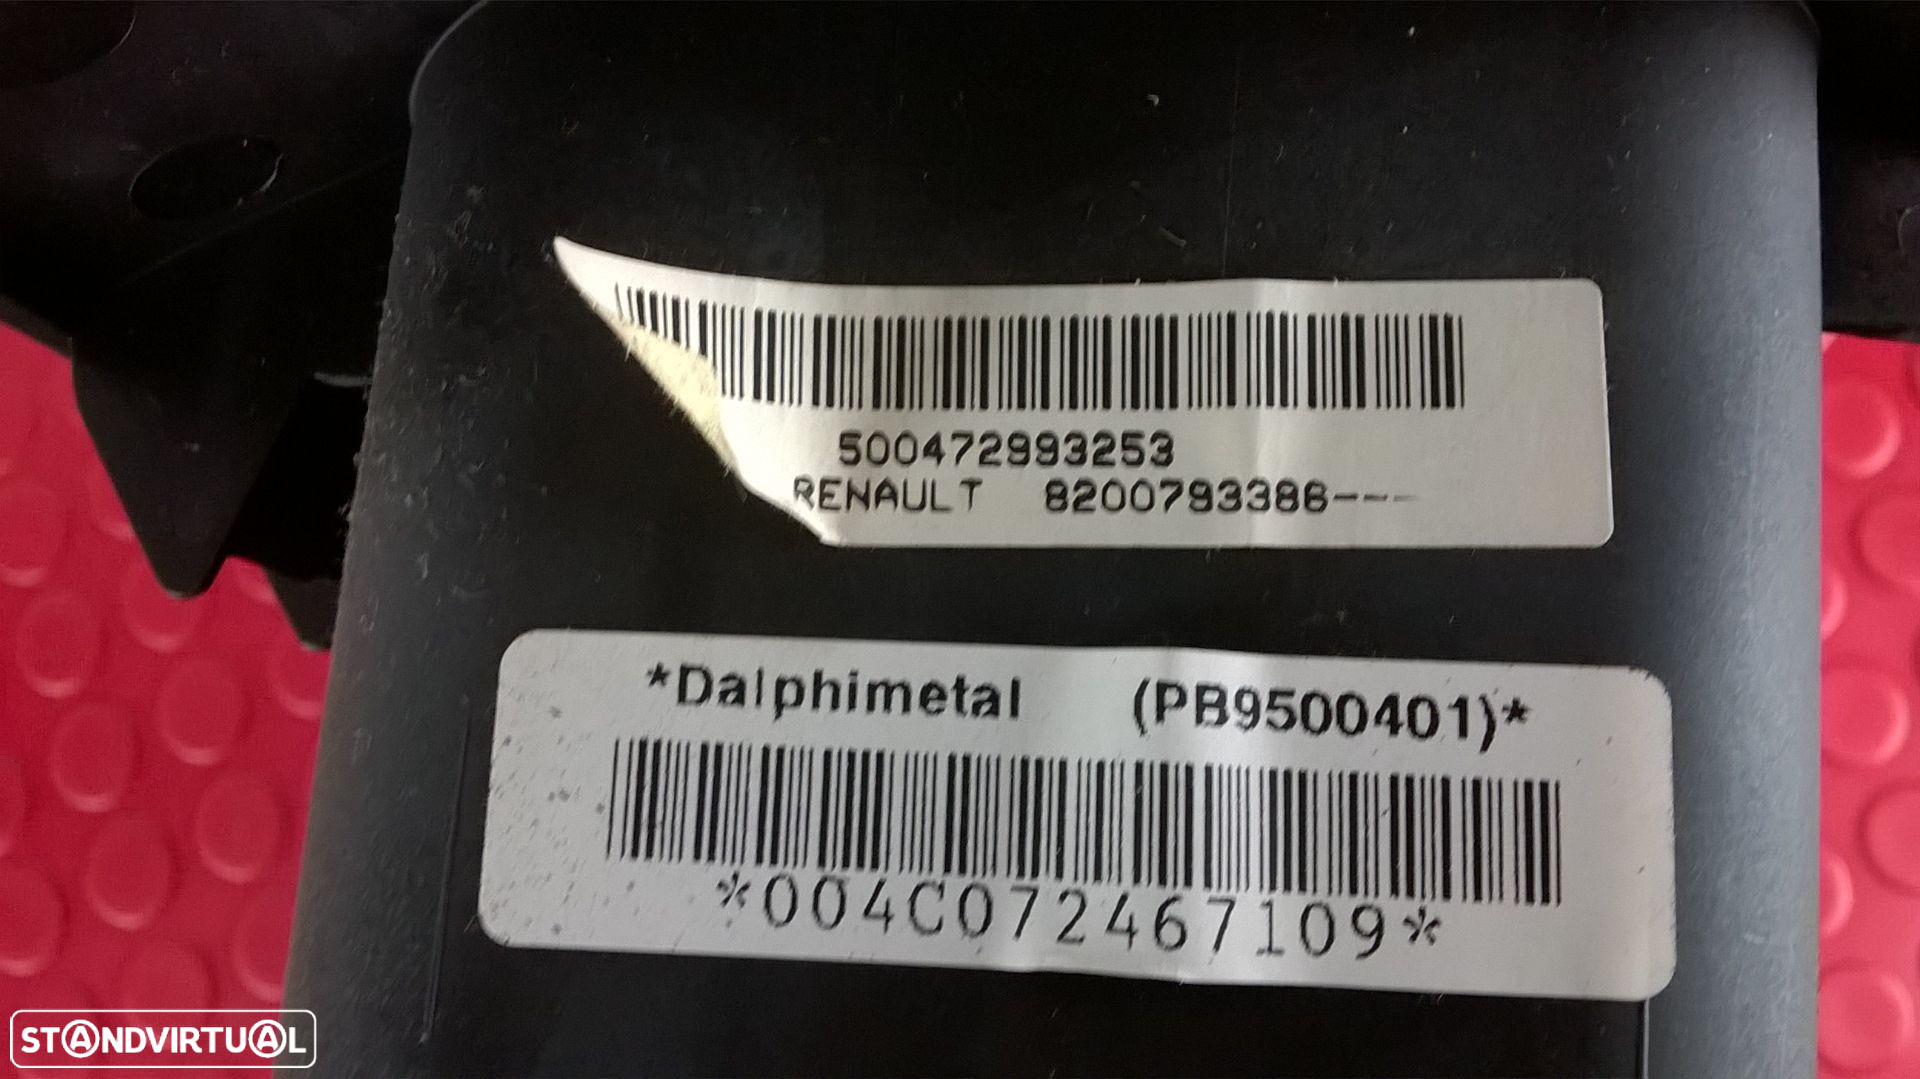 500472993253
RENAULT 8200793386---
*Dalphimetal (PB9500401)*
*004C072467109*
STANDVIRTUAL